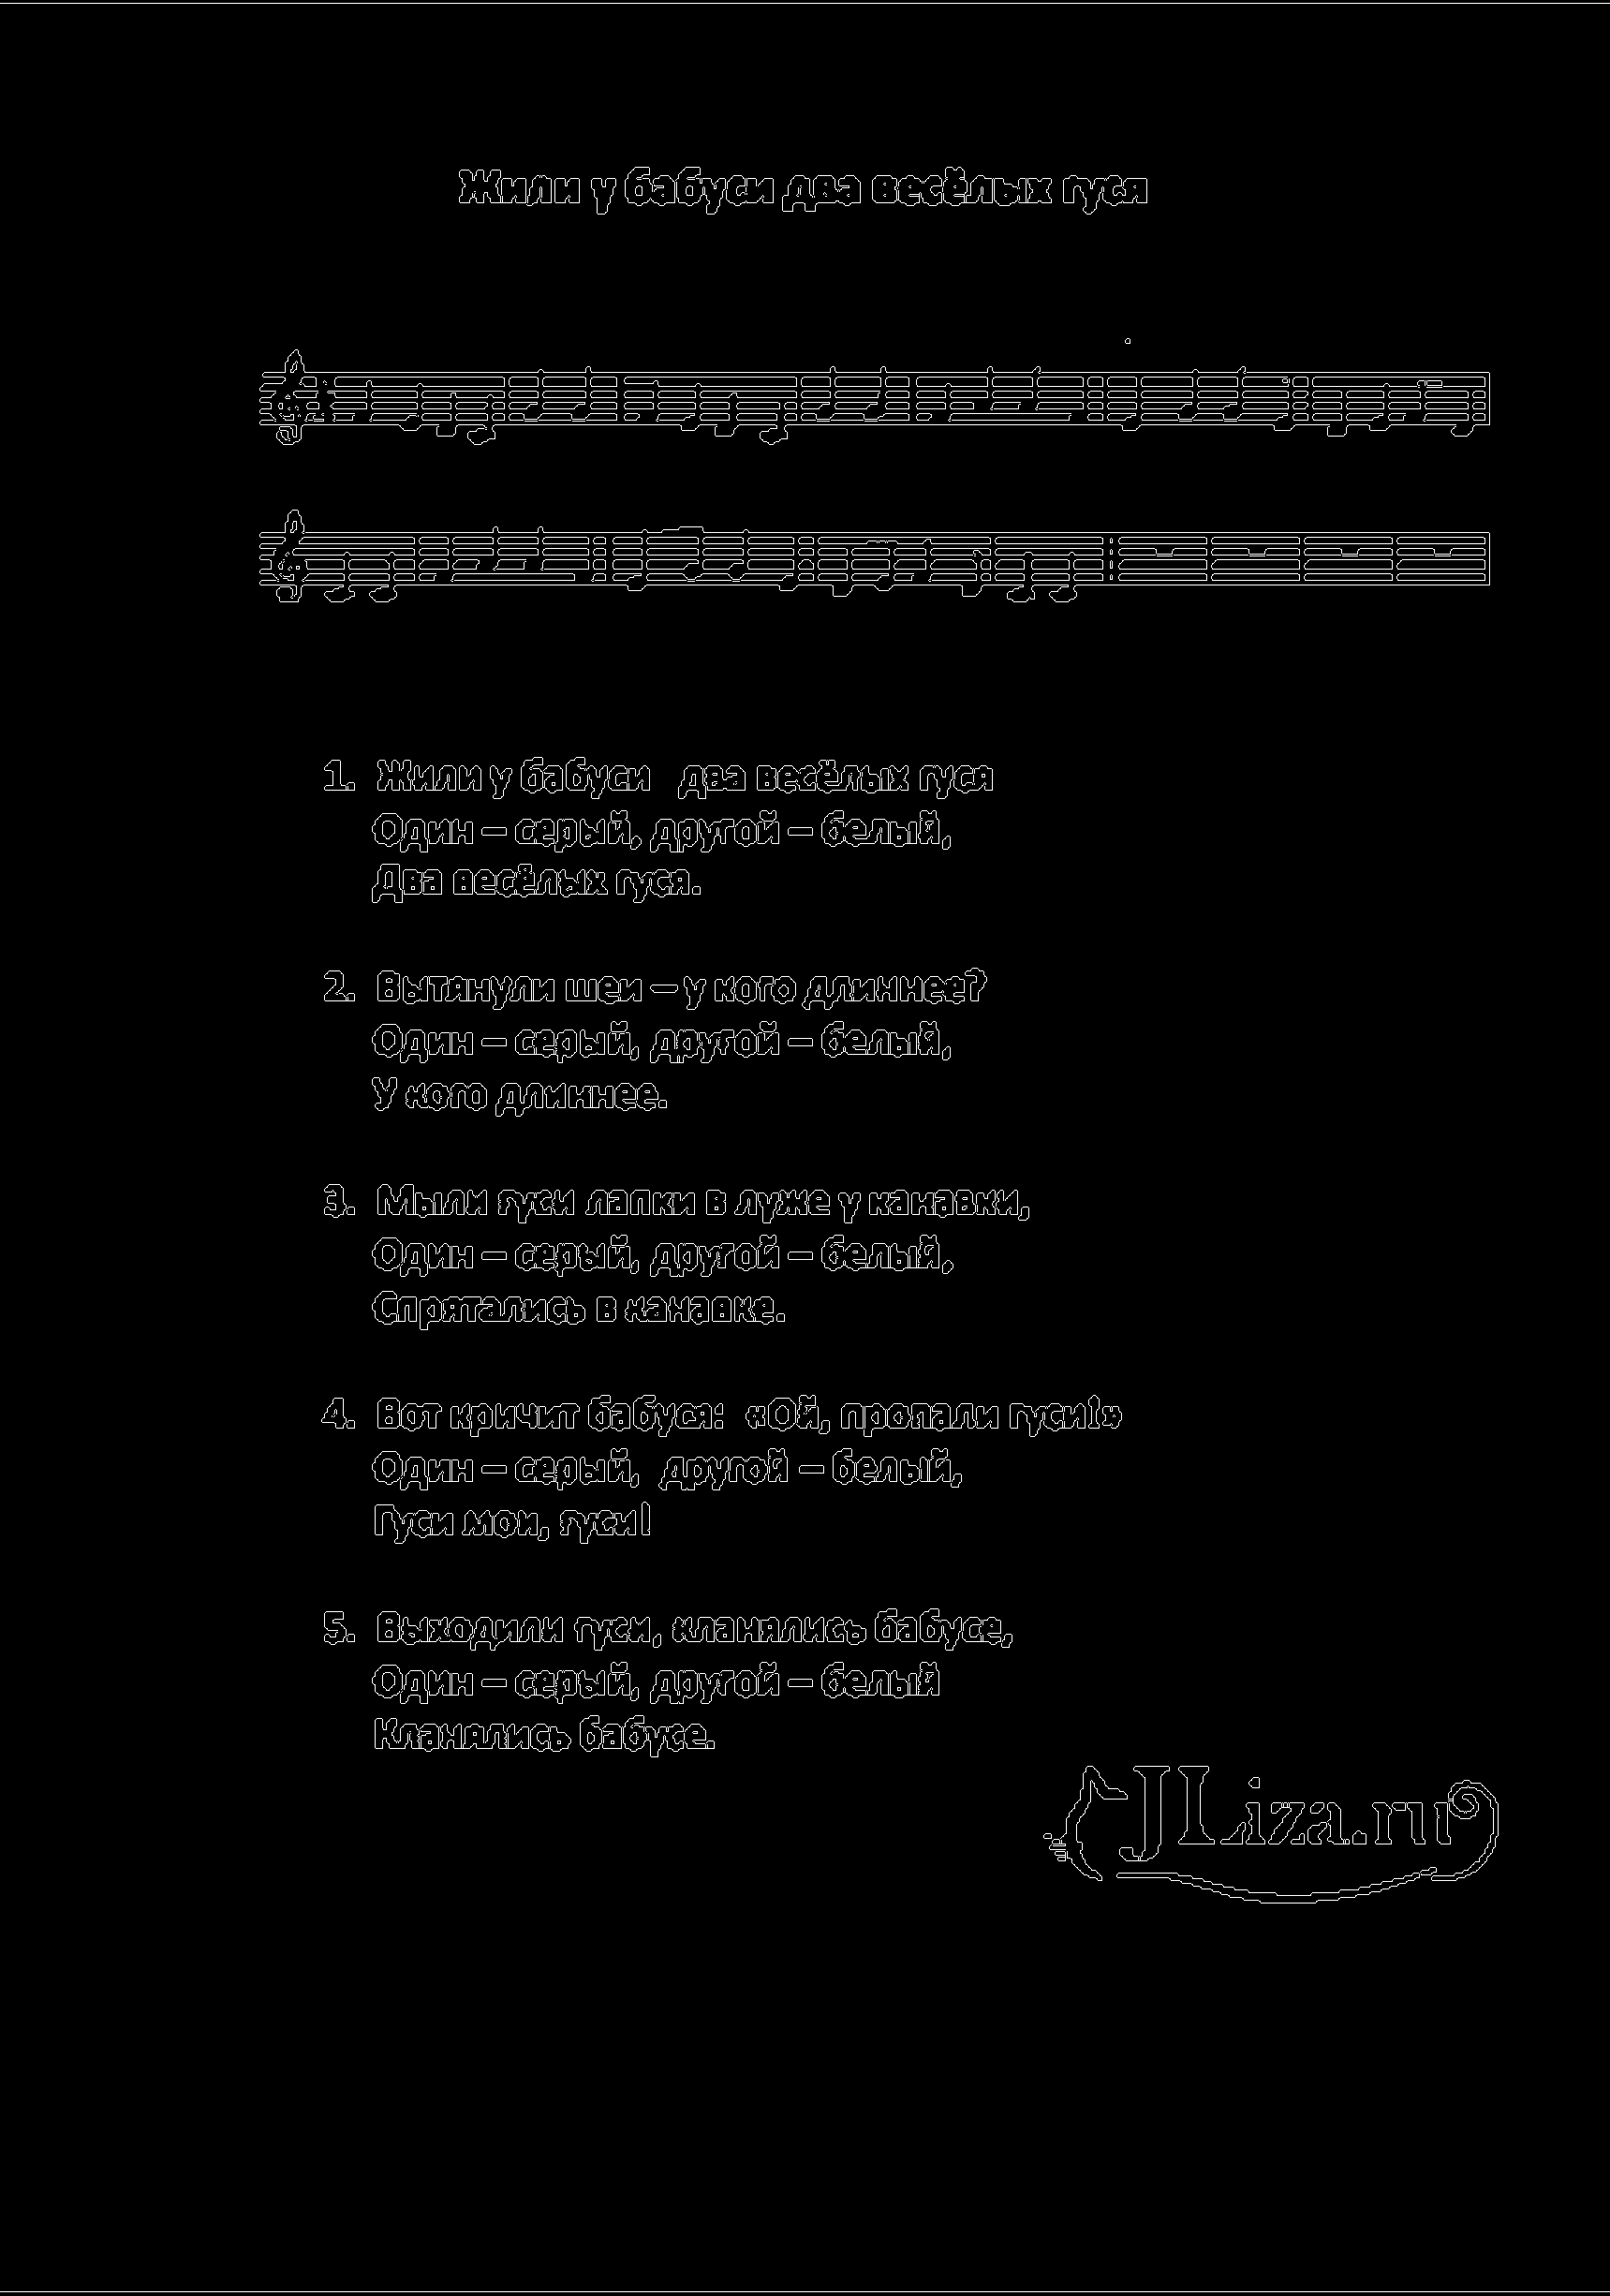 Жили у бабуси два весёлых гуся
1. Жили у бабуси два весёлых гуся
Один – серый, другой – белый,
Два весёлых гуся.
2. Вытянули шеи – у кого длиннее?
Один – серый, другой – белый,
У кого длиннее.
3. Мыли гуси лапки в луже у канавки,
Один – серый, другой – белый,
Спрятались в канавке.
4. Вот кричит бабуся: «Ой, пропали гуси!»
Один – серый, другой – белый,
Гуси мои, гуси!
5. Выходили гуси, кланялись бабусе,
Один – серый, другой – белый
Кланялись бабусе.
JLiza.ru